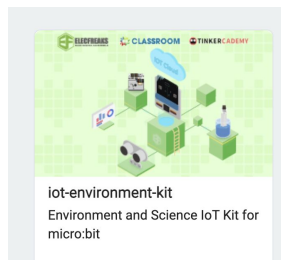 ELECFREAKS CLASSROOM TINKERCADEMY
IOT Cloud
iot-environment-kit
Environment and Science IoT Kit for
micro:bit